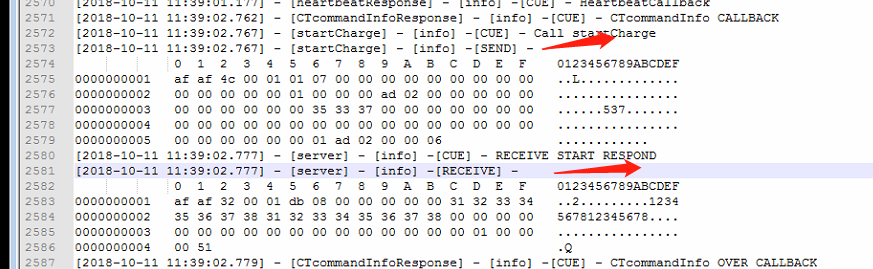 2570 [2018-10-11 11:39:01.177] - [heartbeatResponse] - [info] -[CUE] - HeartbeatCallback
2571 [2018-10-11 11:39:02.762] - [CTcommandInfoResponse] - [info] -[CUE] - CTcommandInfo CALLBACK
2572 [2018-10-11 11:39:02.767] - [startCharge] - [info] -[CUE] - Call startCharge
2573 [2018-10-11 11:39:02.767] - [startCharge] - [info] -[SEND] -
2574 0 1 2 3 4 5 6 7 8 9 A B C D E F 0123456789ABCDEF
2575 0000000001 af af 4c 00 01 01 07 00 00 00 00 00 00 00 00 00 ..L.............
2576 0000000002 00 00 00 00 00 01 00 00 00 ad 02 00 00 00 00 00 ................
2577 0000000003 00 00 00 00 00 00 35 33 37 00 00 00 00 00 00 00 ......537.......
2578 0000000004 00 00 00 00 00 00 00 00 00 00 00 00 00 00 00 00 ................
2579 0000000005 00 00 00 00 00 00 01 ad 02 00 00 06 ............
2580 [2018-10-11 11:39:02.777] - [server] - [info] -[CUE] - RECEIVE START RESPOND
2581 [2018-10-11 11:39:02.777] - [server] - [info] -[RECEIVE] -
2582 0 1 2 3 4 5 6 7 8 9 A B C D E F 0123456789ABCDEF
2583 0000000001 af af 32 00 01 db 08 00 00 00 00 00 31 32 33 34 ..2.........1234
2584 0000000002 35 36 37 38 31 32 33 34 35 36 37 38 00 00 00 00 567812345678....
2585 0000000003 00 00 00 00 00 00 00 00 00 00 00 00 01 00 00 ................
2586 0000000004 00 51 .Q
2587 [2018-10-11 11:39:02.779] - [CTcommandInfoResponse] - [info] -[CUE] - CTcommandInfo OVER CALLBACK